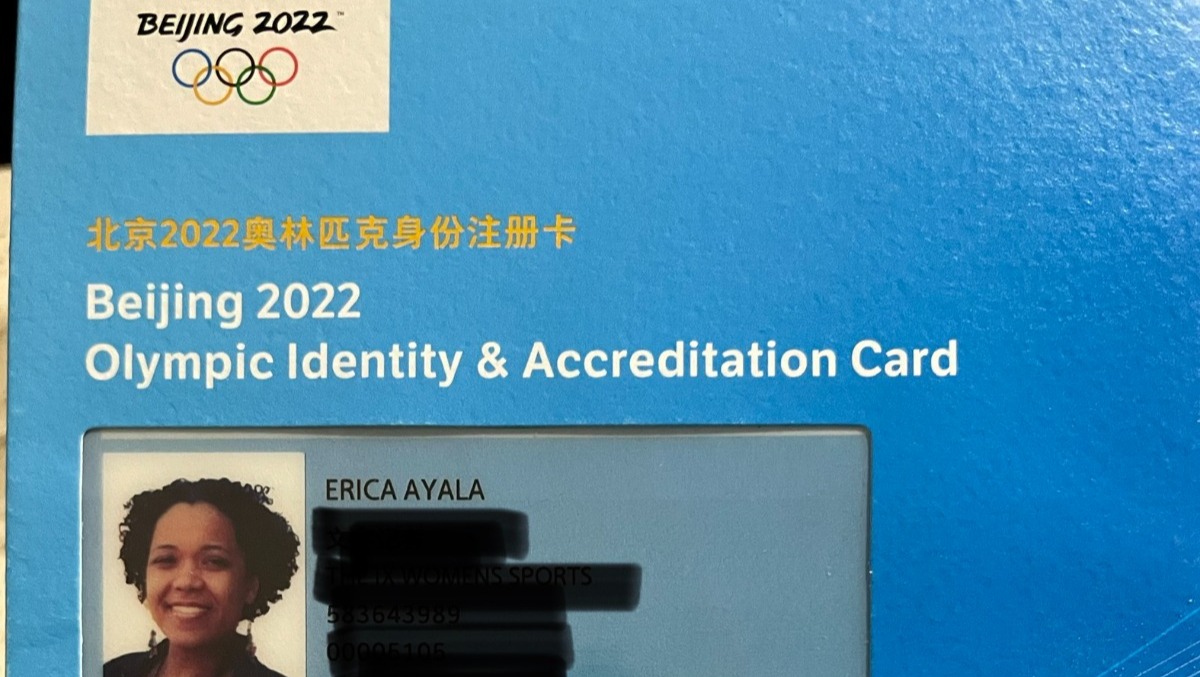 BEIJING 2022™
北京2022奥林匹克身份注册卡
Beijing 2022
Olympic Identity & Accreditation Card
ERICA AYALA
WOMENS SPORTS